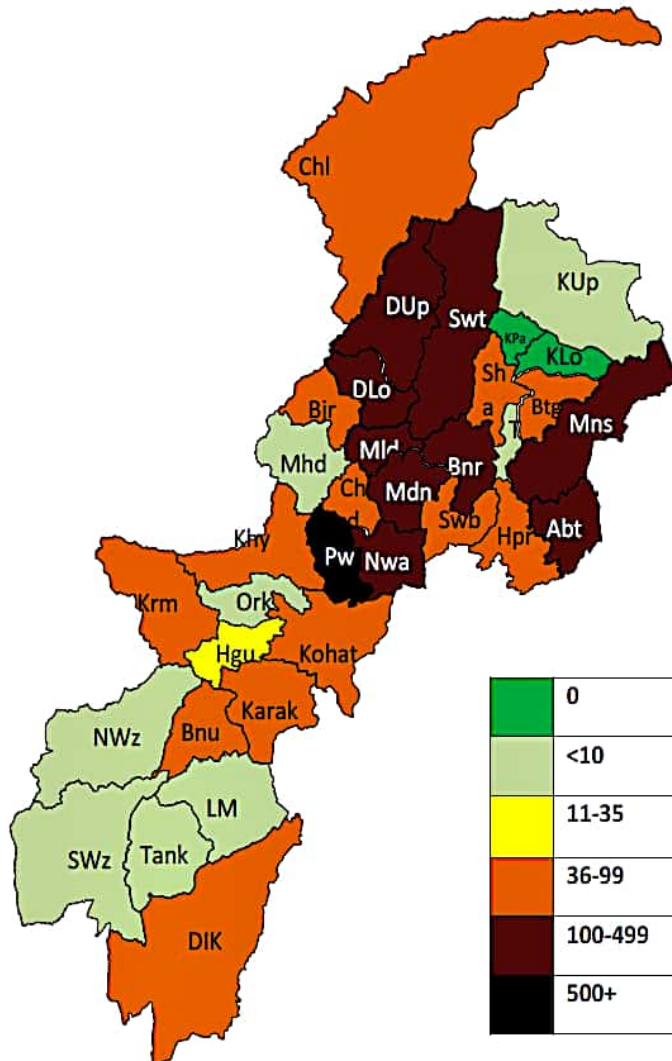 Chl
KUp
DUp
Swt
KPa
KLo
DLo
Sh
a
Bjr
Btg
T
Mns
Mld
Mhd
Bnr
Ch
d
Mdn
Swb
Hpr
Abt
Khy
Pw
Nwa
Krm
Ork
Hgu
Kohat
Karak
NWz
Bnu
LM
SWz
Tank
DIK
0
<10
11-35
36-99
100-499
500+